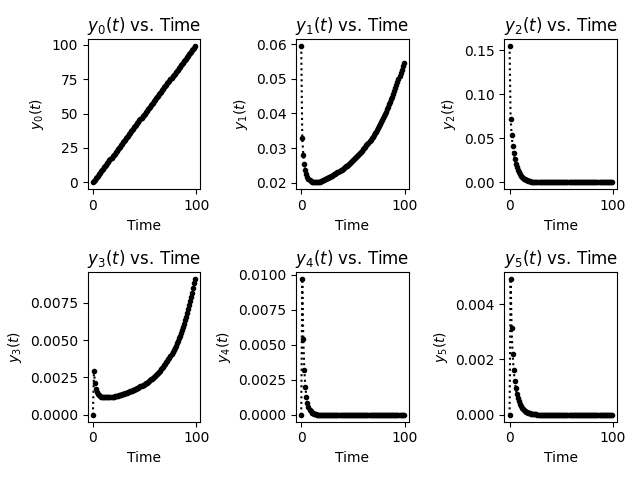 y₀(t) vs. Time
100
75
50
25
0
y₀(t)
0 100
Time
y₁(t) vs. Time
0.06
0.05
0.04
0.03
0.02
y₁(t)
0 100
Time
y₂(t) vs. Time
0.15
0.10
0.05
0.00
y₂(t)
0 100
Time
y₃(t) vs. Time
0.0075
0.0050
0.0025
0.0000
y₃(t)
0 100
Time
y₄(t) vs. Time
0.0100
0.0075
0.0050
0.0025
0.0000
y₄(t)
0 100
Time
y₅(t) vs. Time
0.004
0.002
0.000
y₅(t)
0 100
Time